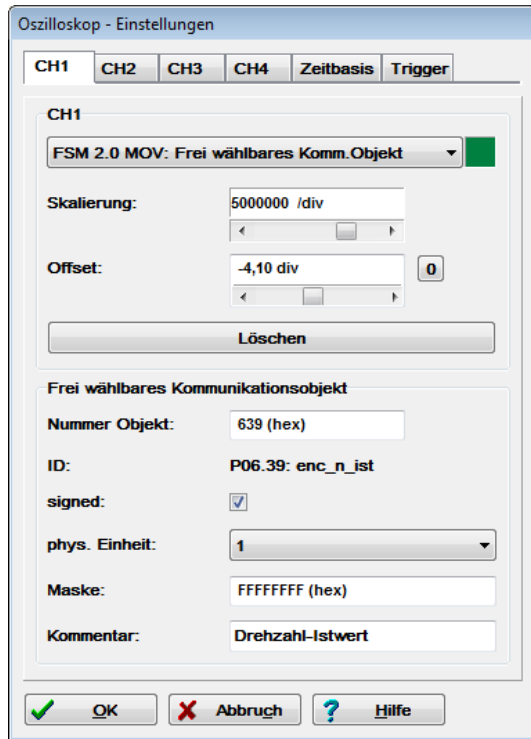 Oszilloskop - Einstellungen
CH1 CH2 CH3 CH4 Zeitbasis Trigger
CH1
FSM 2.0 MOV: Frei wählbares Komm.Objekt
Skalierung: 5000000 /div
Offset: -4,10 div 0
Löschen
Frei wählbares Kommunikationsobjekt
Nummer Objekt: 639 (hex)
ID: P06.39: enc_n_ist
signed:
phys. Einheit: 1
Maske: FFFFFFFF (hex)
Kommentar: Drehzahl-Istwert
OK Abbruch ? Hilfe